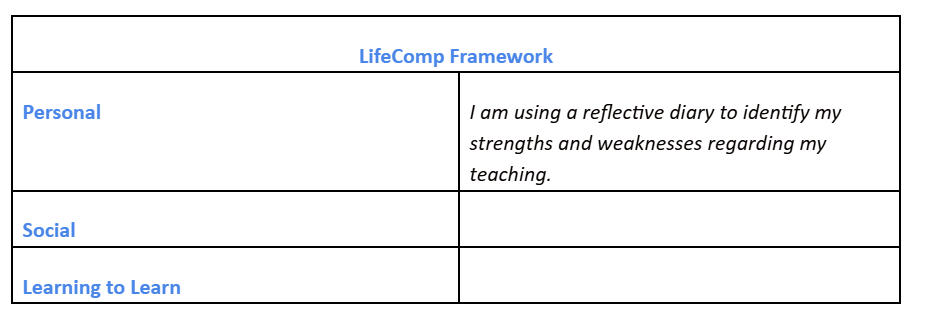 LifeComp Framework
Personal
I am using a reflective diary to identify my
strengths and weaknesses regarding my
teaching.
Social
Learning to Learn